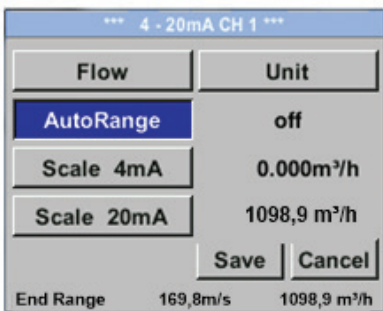 *** 4 - 20mA CH 1 ***
Flow Unit
AutoRange off
Scale 4mA 0.000m³/h
Scale 20mA 1098,9 m³/h
Save Cancel
End Range 169,8m/s 1098,9 m³/h